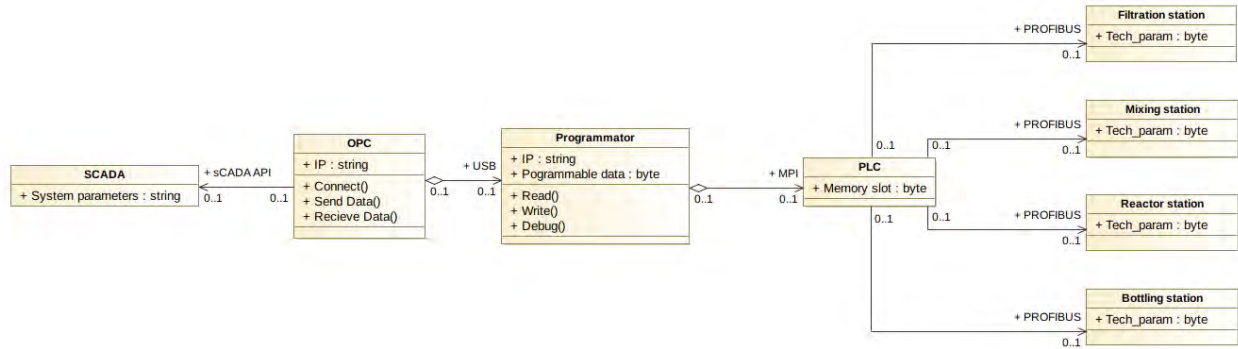 SCADA
+ System parameters : string
+ sCADA API
0..1
0..1
OPC
+ IP : string
+ Connect()
+ Send Data()
+ Recieve Data()
+ USB
0..1
0..1
Programmator
+ IP : string
+ Pogrammable data : byte
+ Read()
+ Write()
+ Debug()
+ MPI
0..1
0..1
PLC
+ Memory slot : byte
0..1
0..1
0..1
0..1
+ PROFIBUS
0..1
Filtration station
+ Tech_param : byte
+ PROFIBUS
0..1
Mixing station
+ Tech_param : byte
+ PROFIBUS
0..1
Reactor station
+ Tech_param : byte
+ PROFIBUS
0..1
Bottling station
+ Tech_param : byte